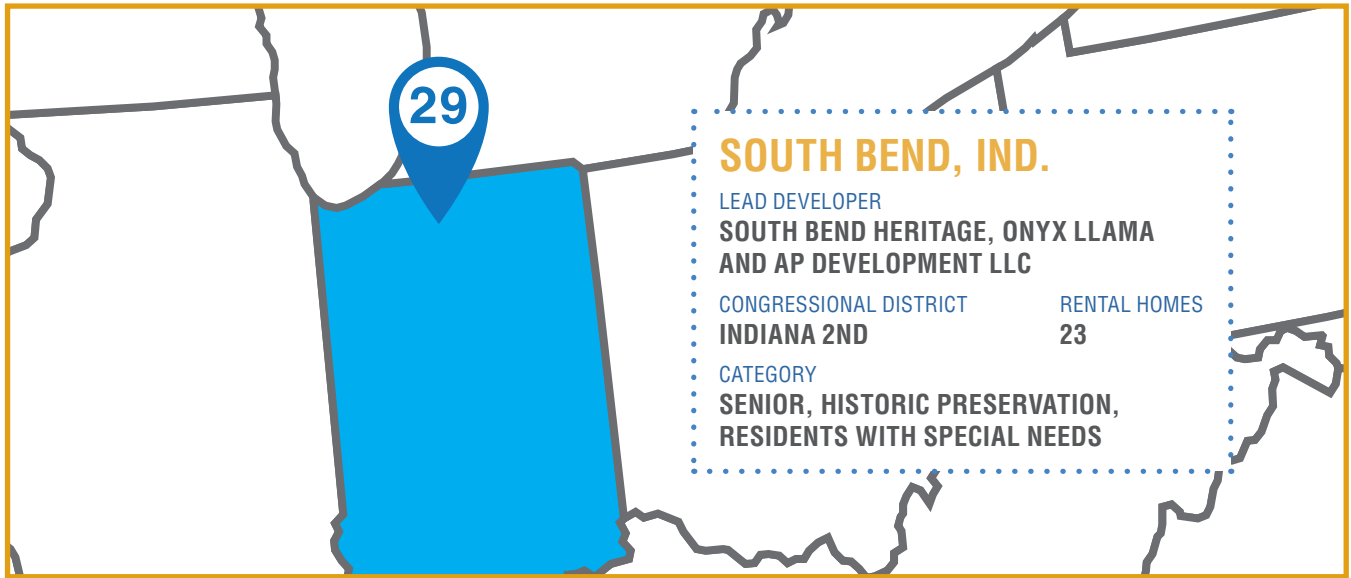 29
SOUTH BEND, IND.
LEAD DEVELOPER
SOUTH BEND HERITAGE, ONYX LLAMA
AND AP DEVELOPMENT LLC
CONGRESSIONAL DISTRICT
INDIANA 2ND
RENTAL HOMES
23
CATEGORY
SENIOR, HISTORIC PRESERVATION,
RESIDENTS WITH SPECIAL NEEDS